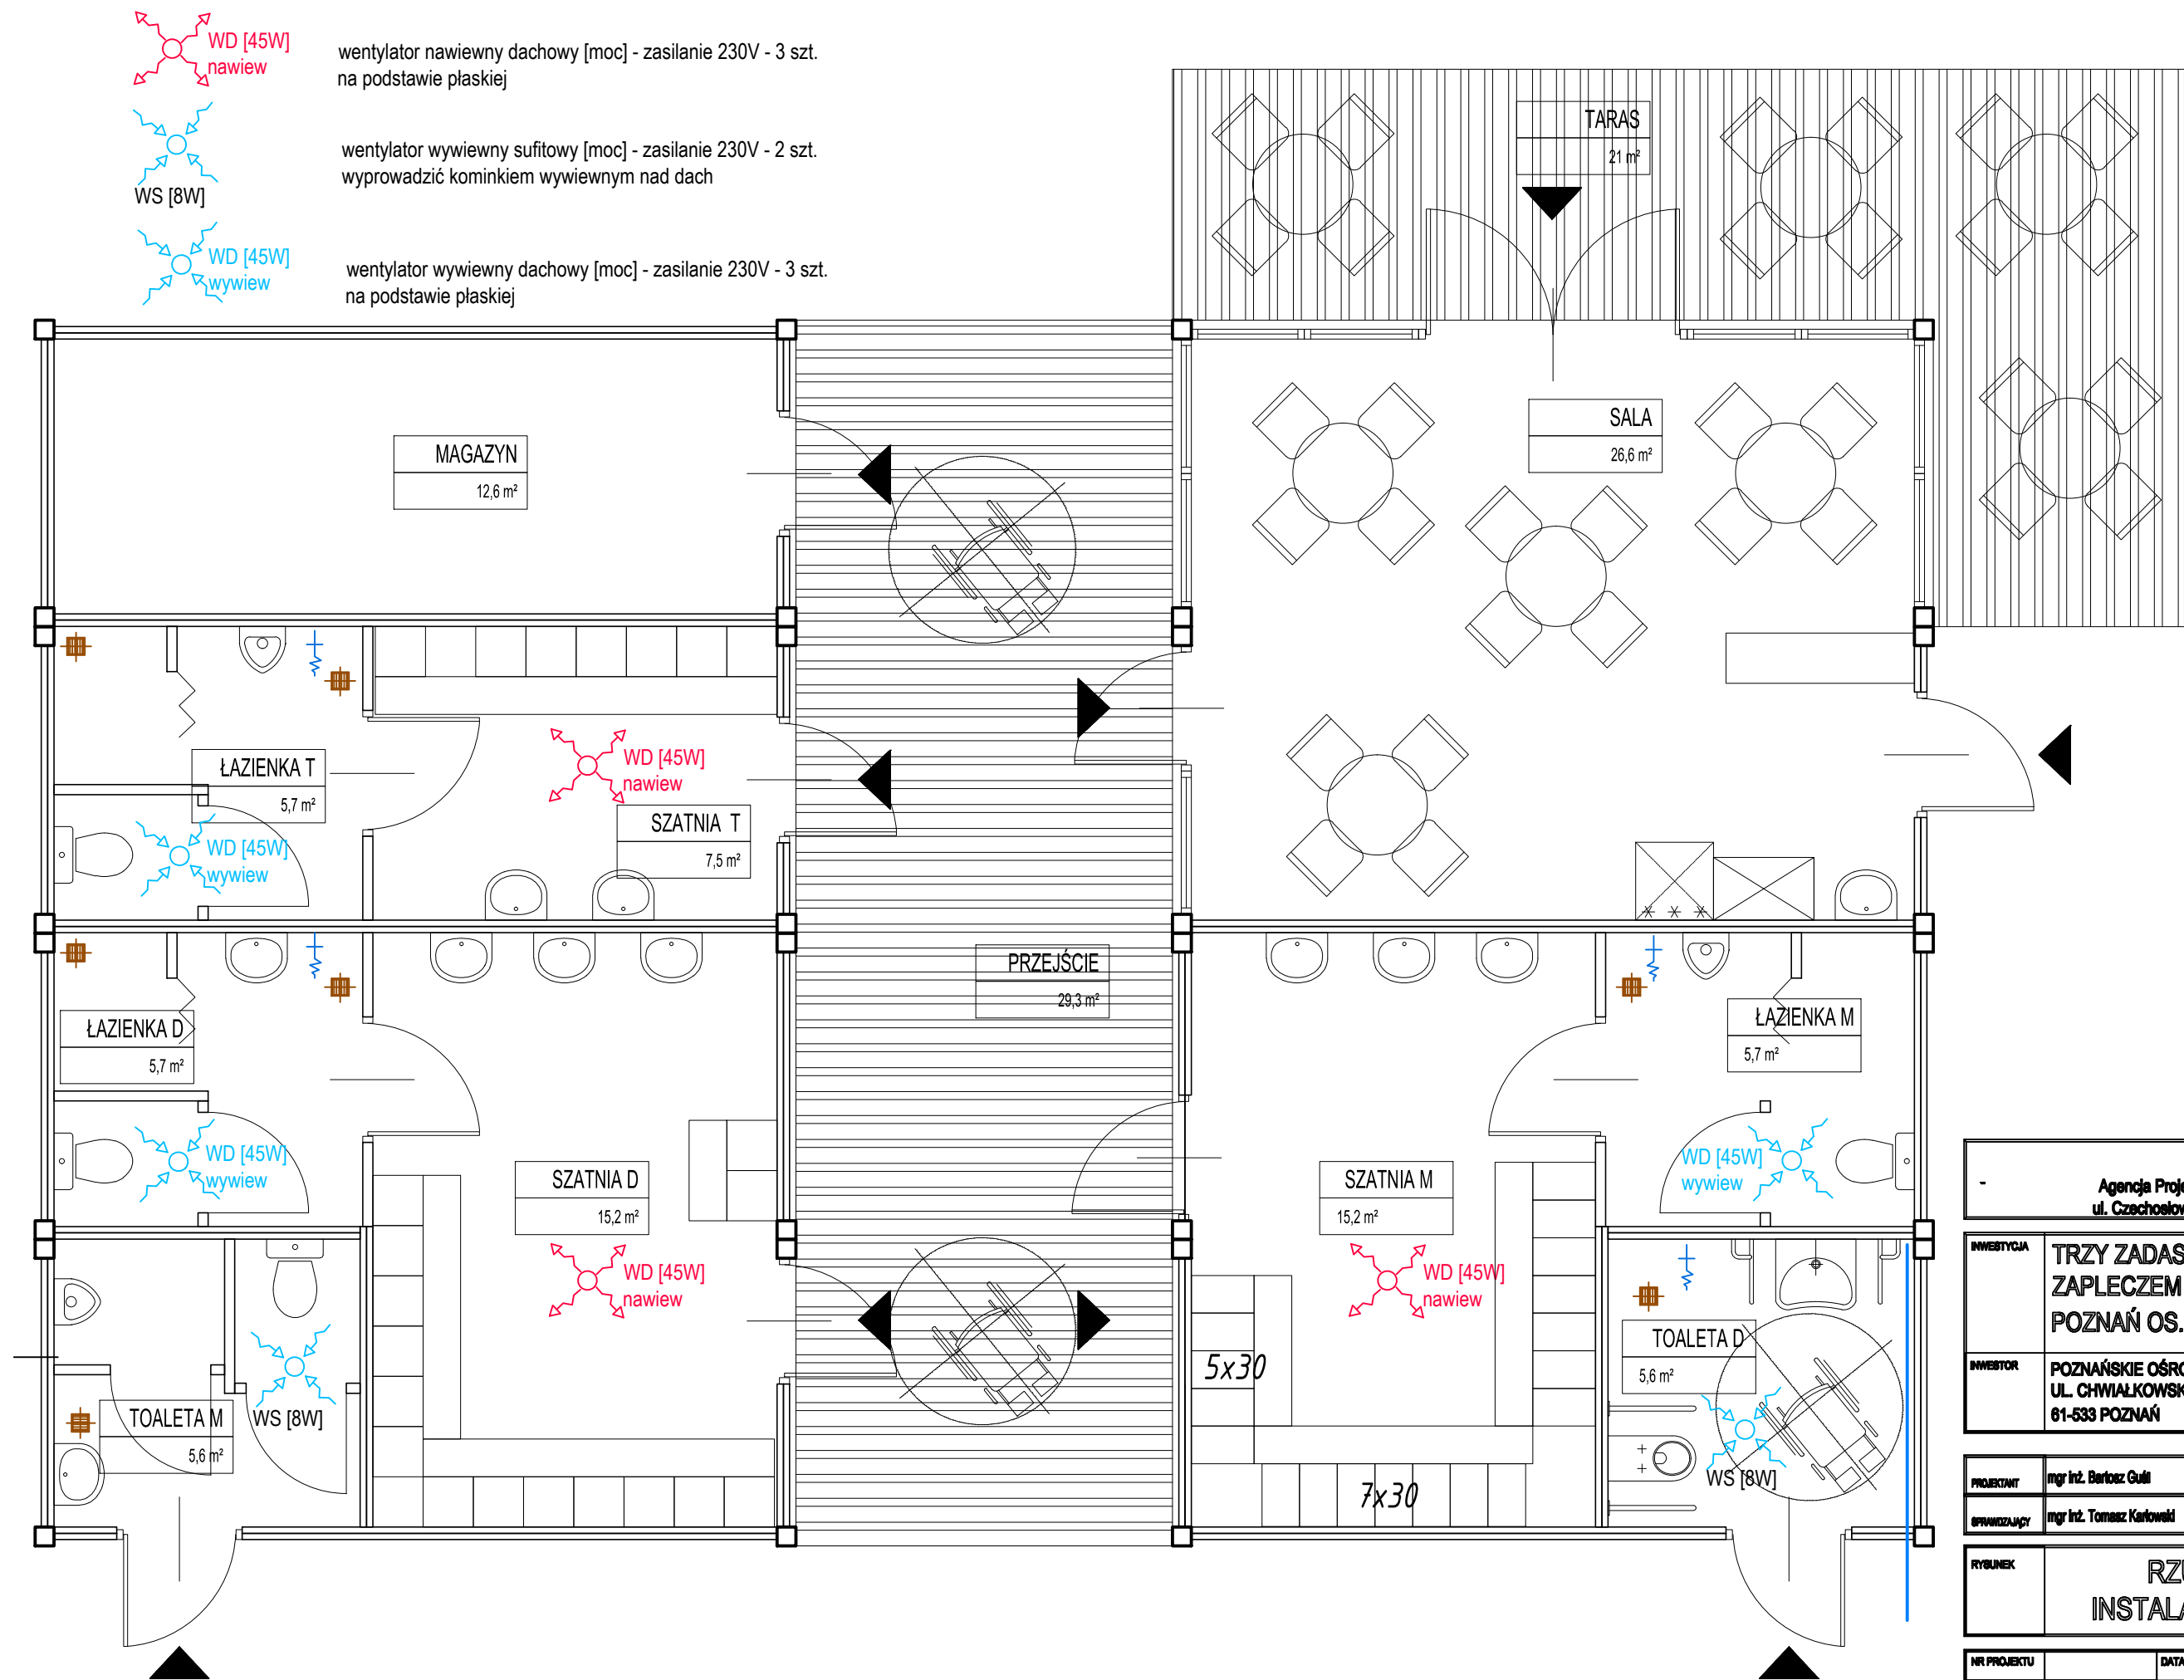 WD [45W]
nawiew
wentylator nawiewny dachowy [moc] - zasilanie 230V - 3 szt.
na podstawie płaskiej
WS [8W]
wentylator wywiewny sufitowy [moc] - zasilanie 230V - 2 szt.
wyprowadzić kominkiem wywiewnym nad dach
WD [45W]
wywiew
wentylator wywiewny dachowy [moc] - zasilanie 230V - 3 szt.
na podstawie płaskiej
TARAS
21 m²
MAGAZYN
12,6 m²
SALA
26,6 m²
ŁAZIENKA T
5,7 m²
WD [45W]
nawiew
SZATNIA T
7,5 m²
WD [45W]
wywiew
PRZEJŚCIE
29,3 m²
ŁAZIENKA D
5,7 m²
ŁAZIENKA M
5,7 m²
WD [45W]
wywiew
SZATNIA D
15,2 m²
WD [45W]
nawiew
SZATNIA M
15,2 m²
WD [45W]
nawiew
WD [45W]
wywiew
TOALETA M
5,6 m²
WS [8W]
5x30
7x30
TOALETA D
5,6 m²
WS [8W]
-
Agencja Proje
ul. Czechosłow
INWESTYCJA
TRZY ZADAS
ZAPLECZEM
POZNAŃ OS.
INWESTOR
POZNAŃSKIE OŚRO
UL. CHWIAŁKOWSK
61-533 POZNAŃ
PROJEKTANT
mgr inż. Bartosz Guśl
SPRAWDZAJĄCY
mgr inż. Tomasz Karłowski
RYSUNEK
RZU
INSTALA
NR PROJEKTU
DATA